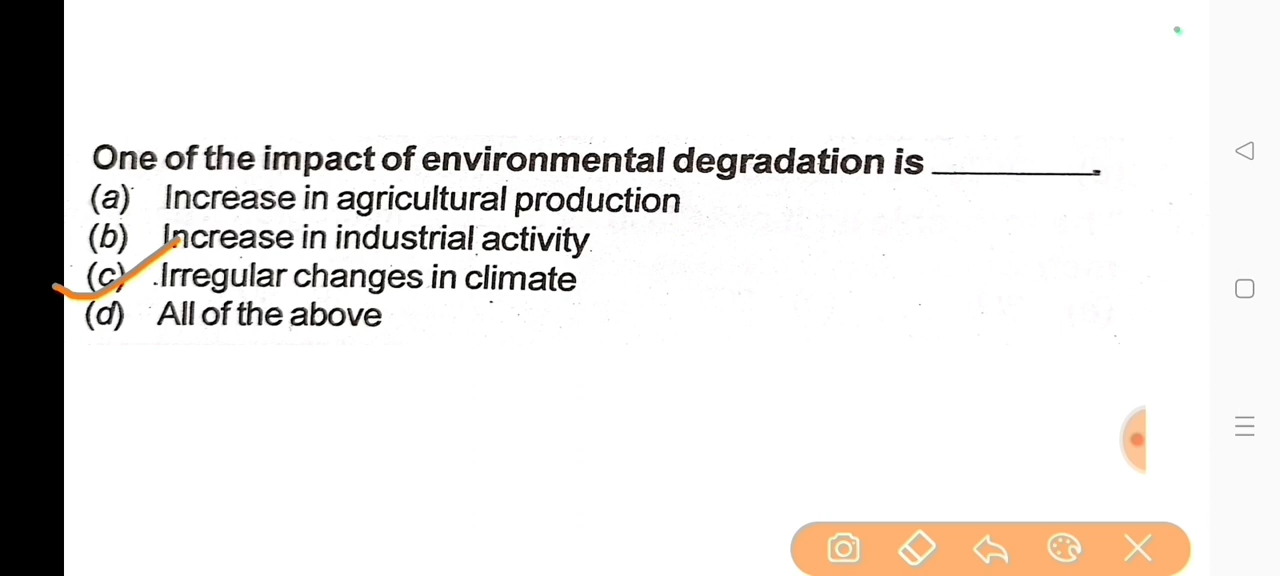 One of the impact of environmental degradation is __________.
(a) Increase in agricultural production
(b) Increase in industrial activity
(c) Irregular changes in climate
(d) All of the above